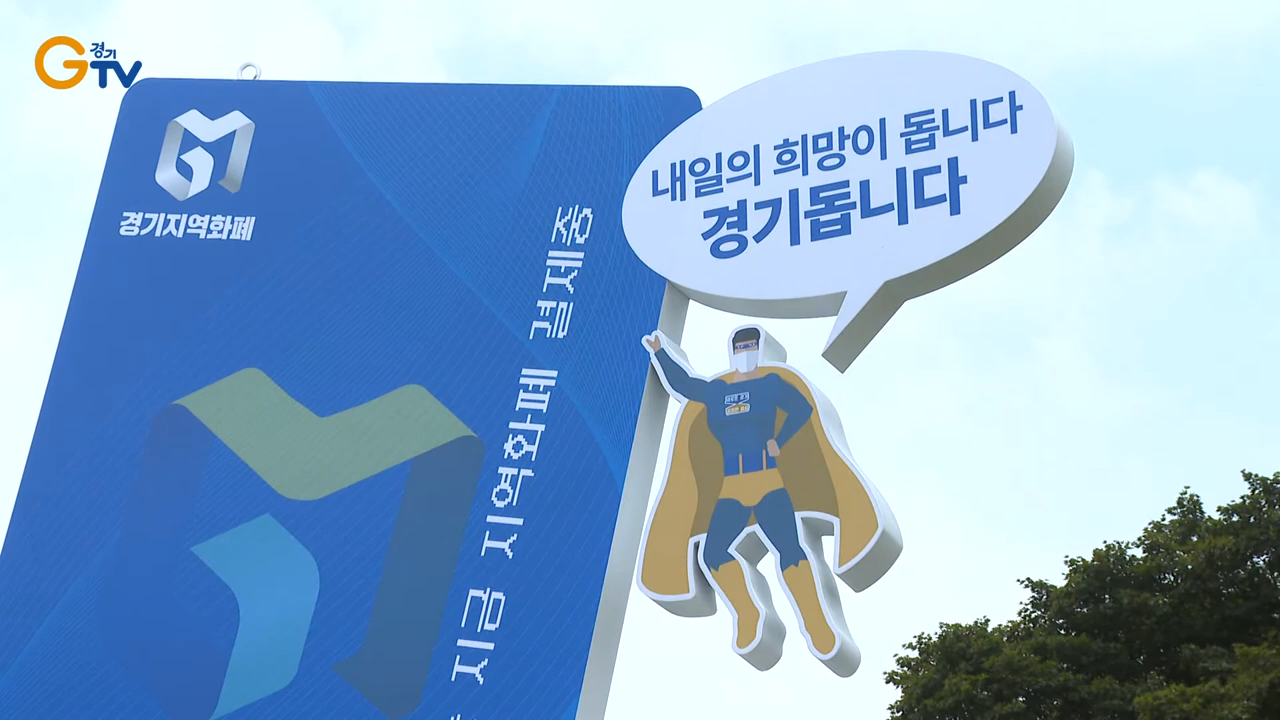 G경기TV
경기지역화폐
지금 지역화폐 결제중
내일의 희망이 돕니다
경기돕니다